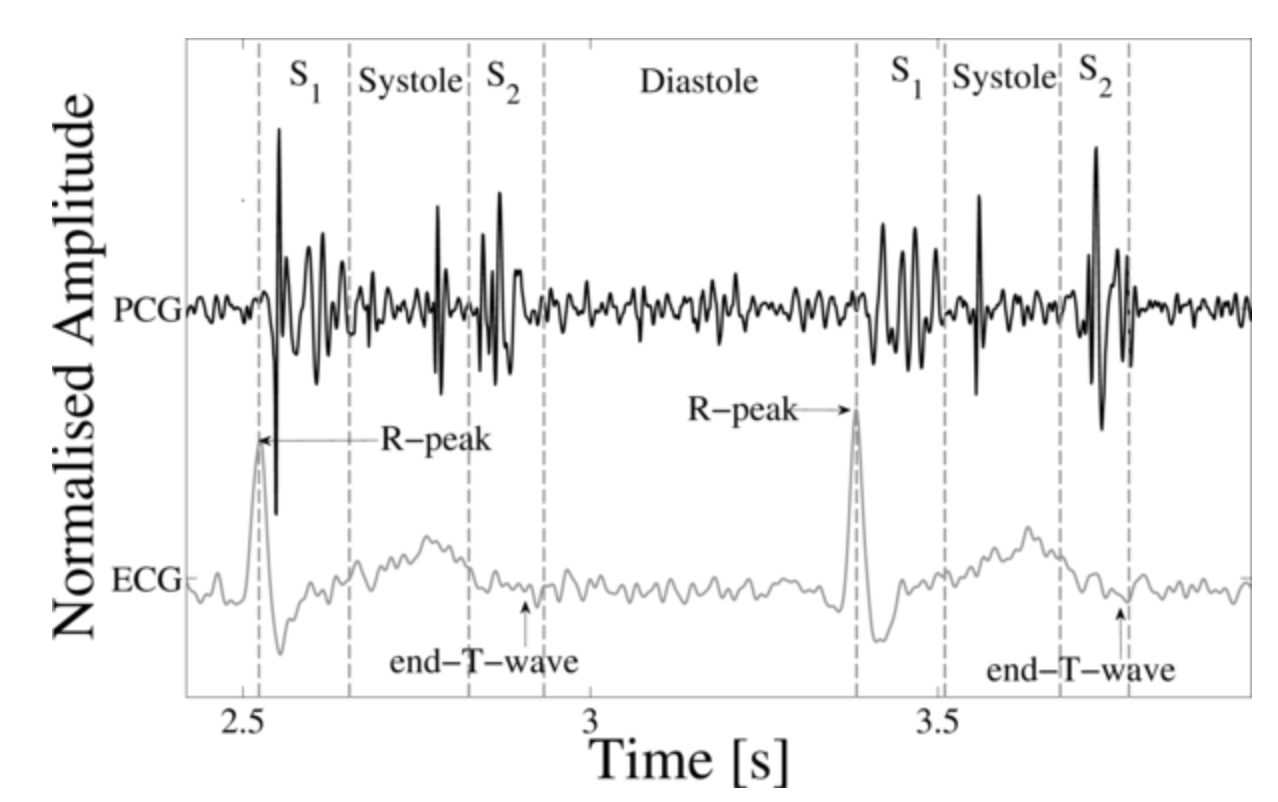 S1 Systole S2 Diastole S1 Systole S2
Normalised Amplitude
PCG
R−peak
R−peak
ECG
end−T−wave
end−T−wave
2.5 3 3.5
Time [s]